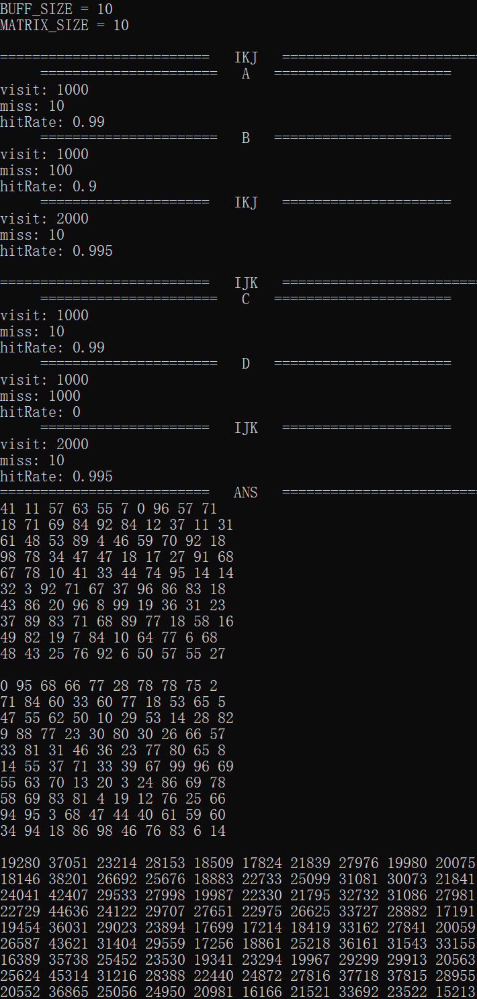 BUFF_SIZE = 10
MATRIX_SIZE = 10
========================== IKJ =========================
====================== A ======================
visit: 1000
miss: 10
hitRate: 0.99
====================== B ======================
visit: 1000
miss: 100
hitRate: 0.9
===================== IKJ =====================
visit: 2000
miss: 10
hitRate: 0.995
========================== IJK =========================
====================== C ======================
visit: 1000
miss: 10
hitRate: 0.99
====================== D ======================
visit: 1000
miss: 1000
hitRate: 0
===================== IJK =====================
visit: 2000
miss: 10
hitRate: 0.995
========================== ANS =========================
41 11 57 63 55 7 0 96 57 71
18 71 69 84 92 84 12 37 11 31
61 48 53 89 4 46 59 70 92 18
98 78 34 47 47 18 17 27 91 68
67 78 10 41 33 44 74 95 14 14
32 3 92 71 67 37 96 86 83 18
43 86 20 96 8 99 19 36 31 23
37 89 83 71 68 89 77 18 58 16
49 82 19 7 84 10 64 77 6 68
48 43 25 76 92 6 50 57 55 27
0 95 68 66 77 28 78 78 75 2
71 84 60 33 60 77 18 53 65 5
47 55 62 50 10 29 53 14 28 82
9 88 77 23 30 80 30 26 66 57
33 81 31 46 36 23 77 80 65 8
14 55 37 71 33 39 67 99 96 69
55 63 70 13 20 3 24 86 69 78
58 69 83 81 4 19 12 76 25 66
94 95 3 68 47 44 40 61 59 60
34 94 18 86 98 46 76 83 6 14
19280 37051 23214 28153 18509 17824 21839 27976 19980 20075
18146 38201 26692 25676 18883 22733 25099 31081 30073 21841
24041 42407 29533 27998 19987 22330 21795 32732 31086 27981
22729 44636 24122 29707 27651 22975 26625 33727 28882 17191
19454 36031 29023 23894 17699 17214 18419 33162 27841 20059
26587 43621 31404 29559 17256 18861 25218 36161 31543 33155
16389 35738 25452 23530 19341 23294 19967 29299 29913 20563
25624 45314 31216 28388 22440 24872 27816 37718 37815 28955
20552 36865 25056 24950 20981 16166 21521 33692 23522 15213